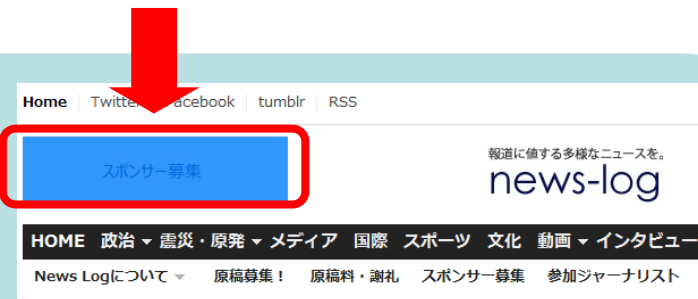 Home Twitter Facebook tumblr RSS
スポンサー募集
報道に値する多様なニュースを。
news-log
HOME 政治 震災・原発 メディア 国際 スポーツ 文化 動画 インタビュー
News Logについて 原稿募集！ 原稿料・謝礼 スポンサー募集 参加ジャーナリスト